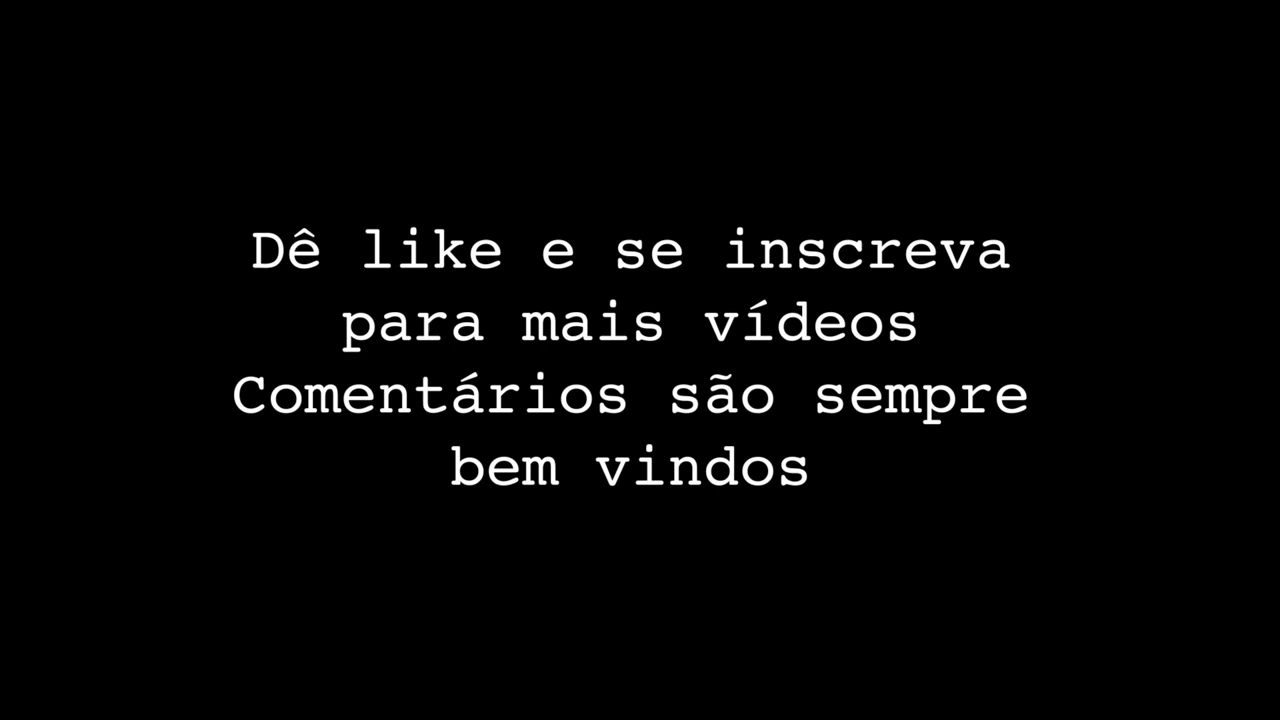 Dê like e se inscreva
para mais vídeos
Comentários são sempre
bem vindos